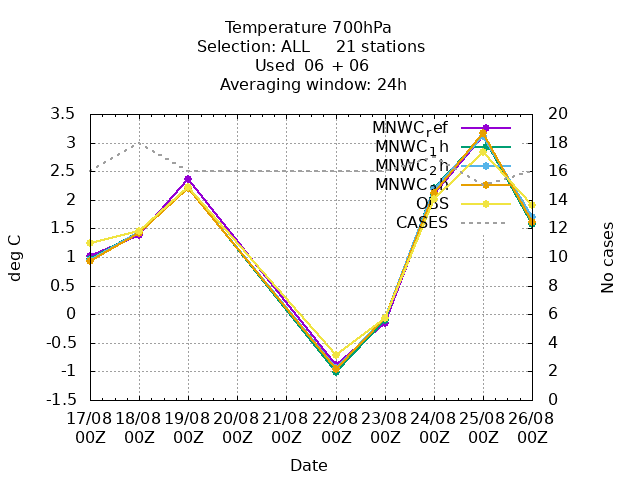 Temperature 700hPa
Selection: ALL     21 stations
Used  06 + 06
Averaging window: 24h
3.5
3
2.5
2
1.5
1
0.5
0
-0.5
-1
-1.5
20
18
16
14
12
10
8
6
4
2
0
deg C
No cases
MNWCref
MNWC1h
MNWC2h
OBS
CASES
17/08 18/08 19/08 20/08 21/08 22/08 23/08 24/08 25/08 26/08
00Z 00Z 00Z 00Z 00Z 00Z 00Z 00Z 00Z 00Z
Date